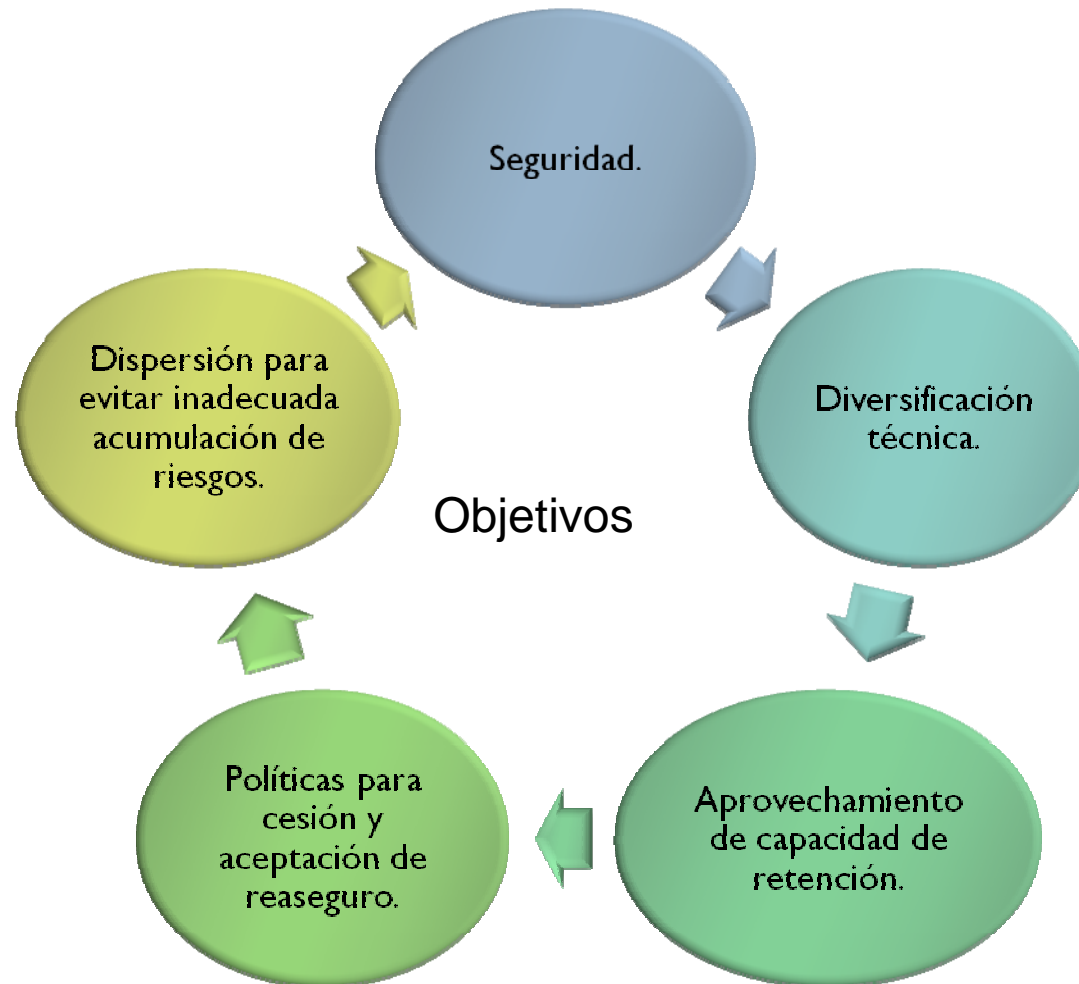 Seguridad.
Diversificación
técnica.
Aprovechamiento
de capacidad de
retención.
Políticas para
cesión y
aceptación de
reaseguro.
Dispersión para
evitar inadecuada
acumulación de
riesgos.
Objetivos